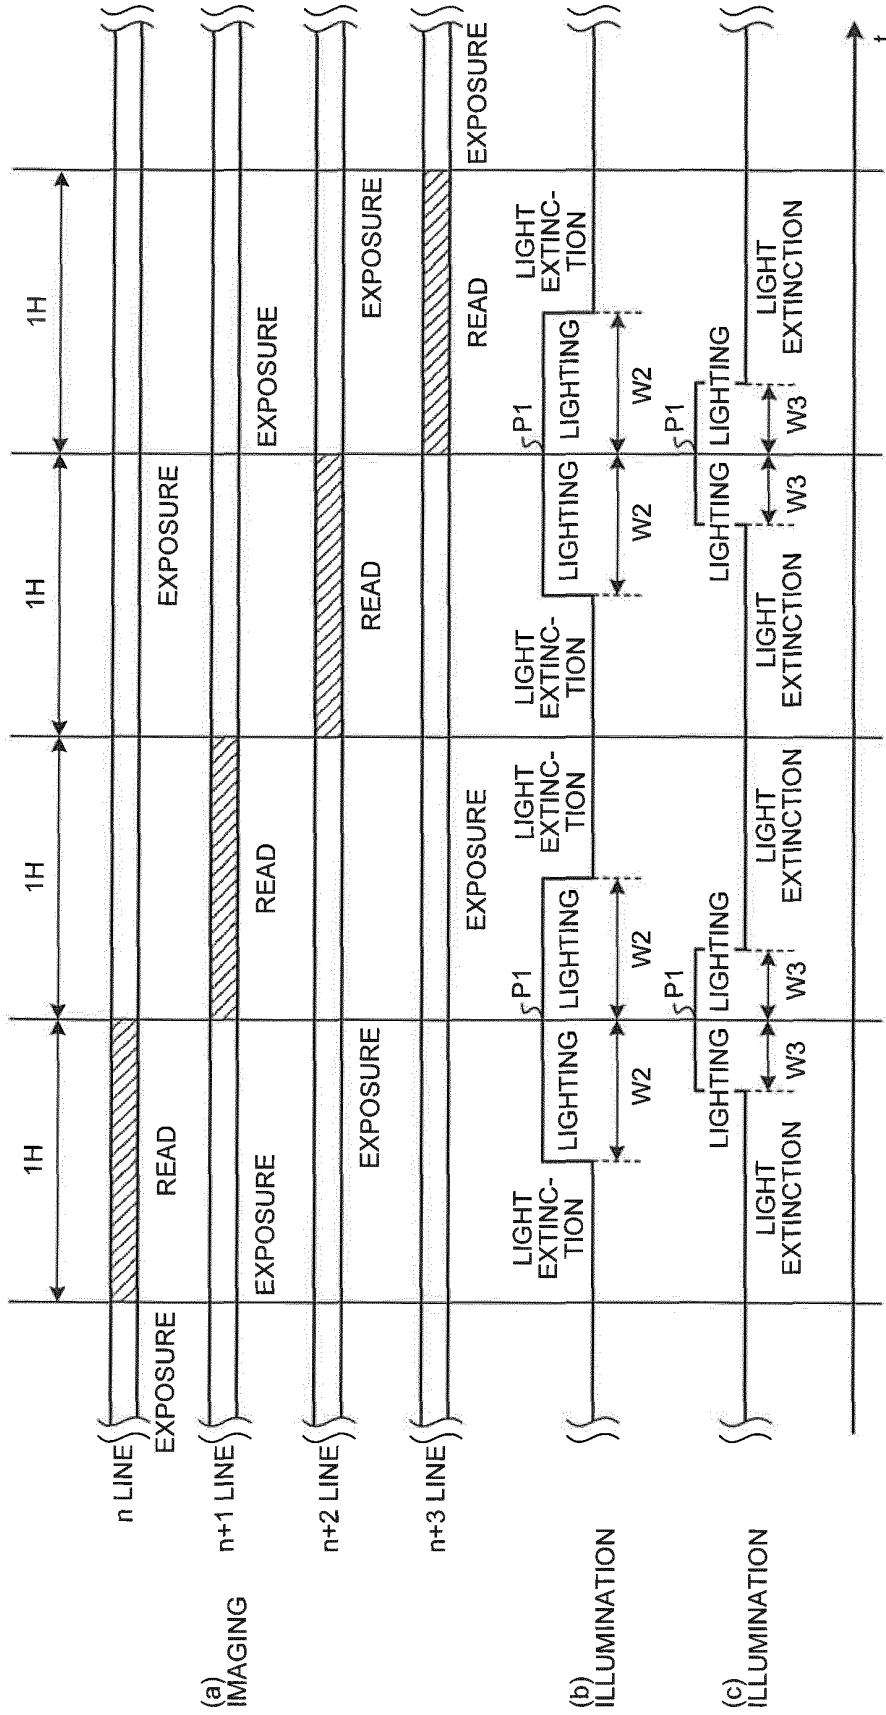 1H
1H
1H
1H
(a)
IMAGING
n LINE
EXPOSURE
READ
EXPOSURE
n+1 LINE
EXPOSURE
READ
EXPOSURE
n+2 LINE
EXPOSURE
READ
EXPOSURE
n+3 LINE
EXPOSURE
READ
EXPOSURE
(b)
ILLUMINATION
LIGHT
EXTINC-
TION
P1
LIGHTING
LIGHTING
W2
W2
LIGHT
EXTINC-
TION
LIGHT
EXTINC-
TION
P1
LIGHTING
LIGHTING
W2
W2
LIGHT
EXTINC-
TION
(c)
ILLUMINATION
LIGHT
EXTINCTION
P1
LIGHTING
LIGHTING
W3
W3
LIGHT
EXTINCTION
LIGHT
EXTINCTION
P1
LIGHTING
LIGHTING
W3
W3
LIGHT
EXTINCTION
t